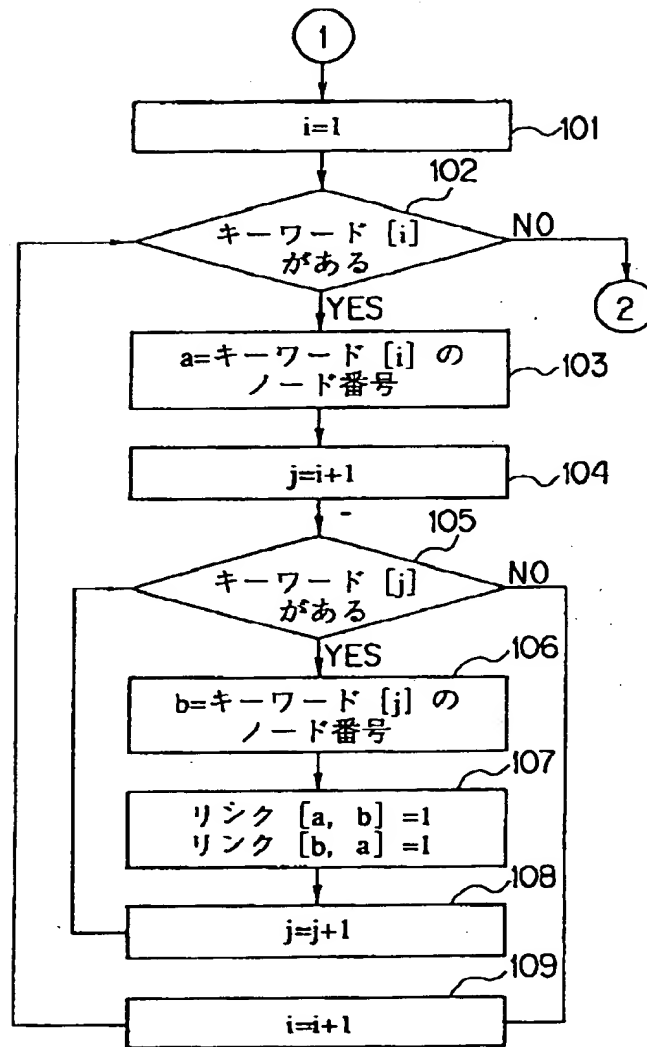 1
i=1
101
102
キーワード [i]
がある
NO
2
YES
a=キーワード [i] の
ノード番号
103
j=i+1
104
105
キーワード [j]
がある
NO
YES
106
b=キーワード [j] の
ノード番号
107
リンク [a, b] =1
リンク [b, a] =1
108
j=j+1
109
i=i+1